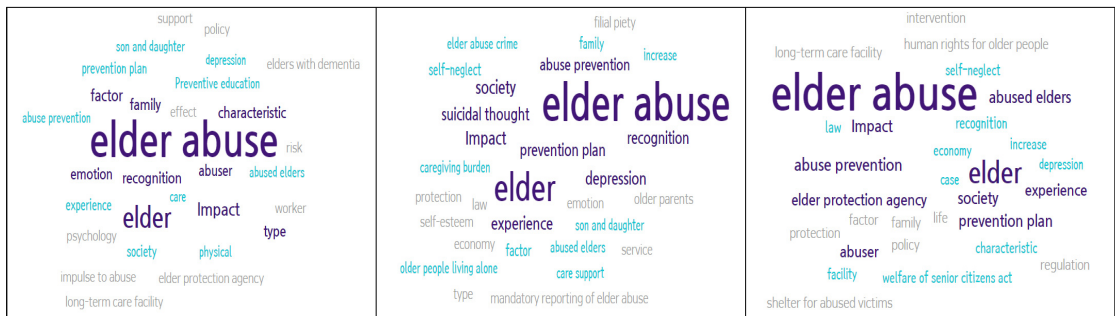 support
policy
son and daughter
depression
prevention plan
elders with dementia
Preventive education
factor
family
effect
characteristic
abuse prevention
elder abuse
risk
emotion
recognition
abuser
abused elders
care
experience
elder
Impact
worker
psychology
type
society
physical
impulse to abuse
elder protection agency
long-term care facility
filial piety
elder abuse crime
family
increase
self-neglect
abuse prevention
society
elder abuse
suicidal thought
Impact
recognition
prevention plan
caregiving burden
elder
depression
protection
law
emotion
older parents
self-esteem
experience
son and daughter
economy
factor
abused elders
service
older people living alone
care support
type
mandatory reporting of elder abuse
intervention
long-term care facility
human rights for older people
self-neglect
elder abuse
abused elders
law
Impact
recognition
economy
increase
abuse prevention
case
elder
depression
experience
elder protection agency
society
factor
family
life
prevention plan
protection
abuser
policy
characteristic
regulation
facility
welfare of senior citizens act
shelter for abused victims